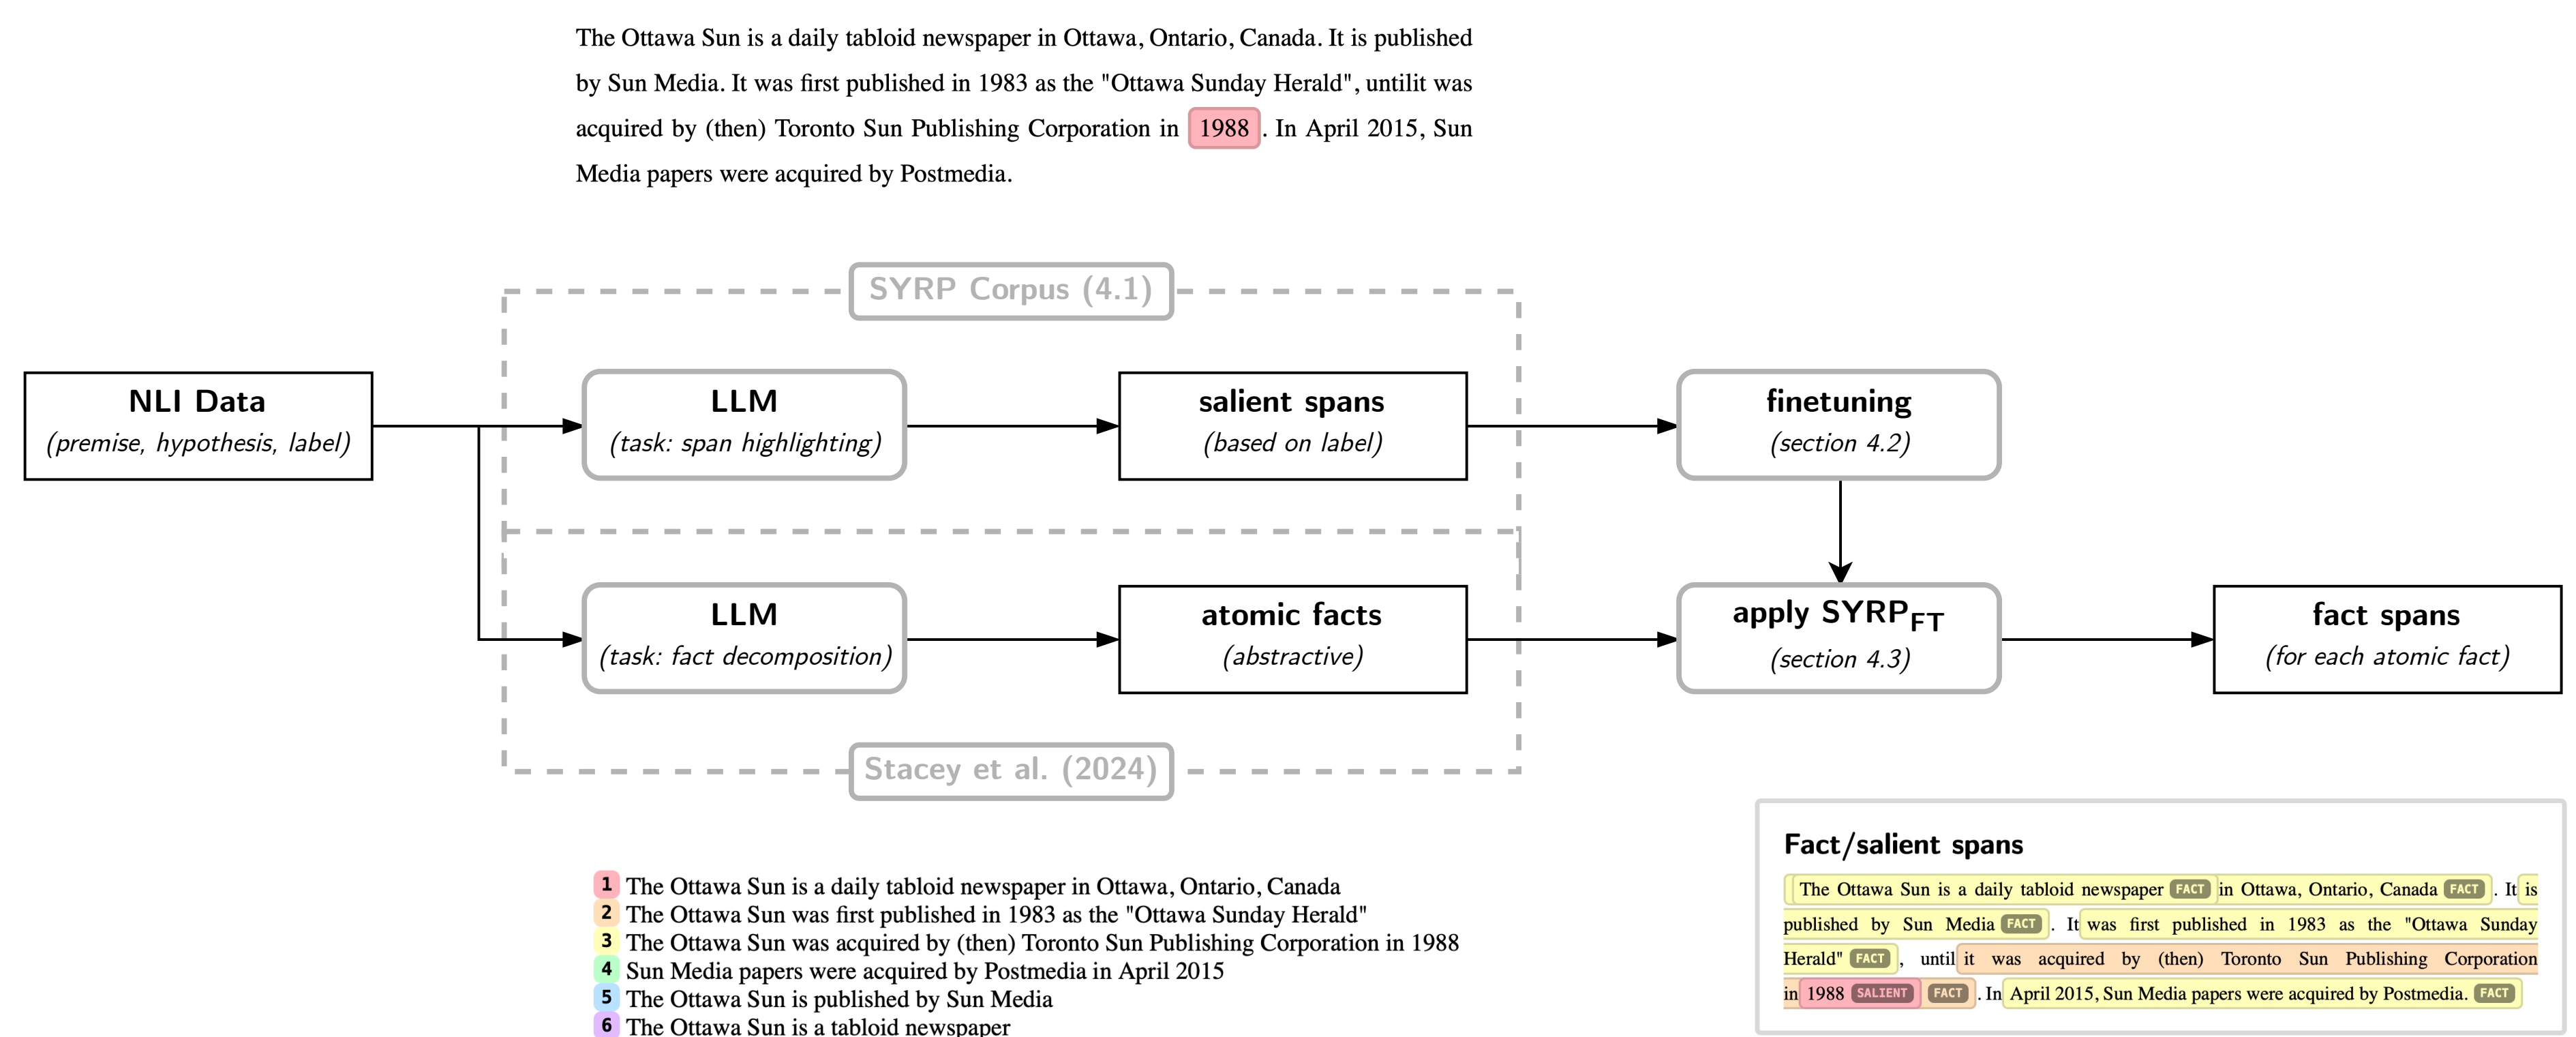 The Ottawa Sun is a daily tabloid newspaper in Ottawa, Ontario, Canada. It is published
by Sun Media. It was first published in 1983 as the "Ottawa Sunday Herald", untilit was
acquired by (then) Toronto Sun Publishing Corporation in 1988 . In April 2015, Sun
Media papers were acquired by Postmedia.
SYRP Corpus (4.1)
NLI Data
(premise, hypothesis, label)
LLM
(task: span highlighting)
salient spans
(based on label)
finetuning
(section 4.2)
LLM
(task: fact decomposition)
atomic facts
(abstractive)
apply SYRP_FT
(section 4.3)
fact spans
(for each atomic fact)
Stacey et al. (2024)
1 The Ottawa Sun is a daily tabloid newspaper in Ottawa, Ontario, Canada
2 The Ottawa Sun was first published in 1983 as the "Ottawa Sunday Herald"
3 The Ottawa Sun was acquired by (then) Toronto Sun Publishing Corporation in 1988
4 Sun Media papers were acquired by Postmedia in April 2015
5 The Ottawa Sun is published by Sun Media
6 The Ottawa Sun is a tabloid newspaper
Fact/salient spans
The Ottawa Sun is a daily tabloid newspaper FACT in Ottawa, Ontario, Canada FACT . It is
published by Sun Media FACT . It was first published in 1983 as the "Ottawa Sunday
Herald" FACT , until it was acquired by (then) Toronto Sun Publishing Corporation
in 1988 SALIENT FACT . In April 2015, Sun Media papers were acquired by Postmedia. FACT